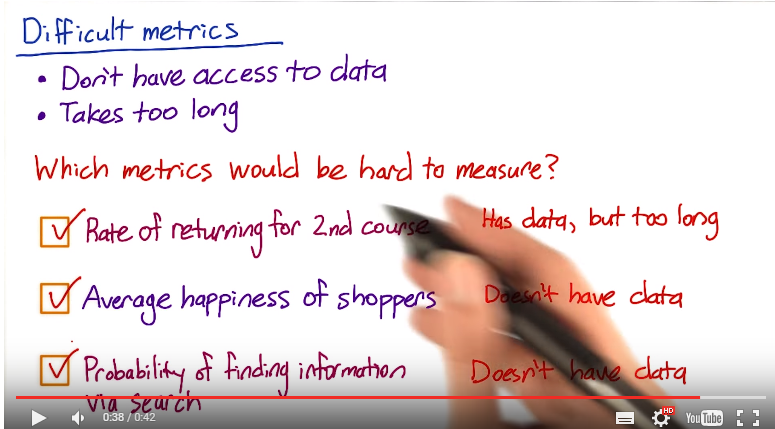 Difficult metrics
• Don't have access to data
• Takes too long
Which metrics would be hard to measure?
Rate of returning for 2nd course Has data, but too long
Average happiness of shoppers Doesn't have data
Probability of finding information Doesn't have data
via search
0:38 / 0:42
HD
YouTube